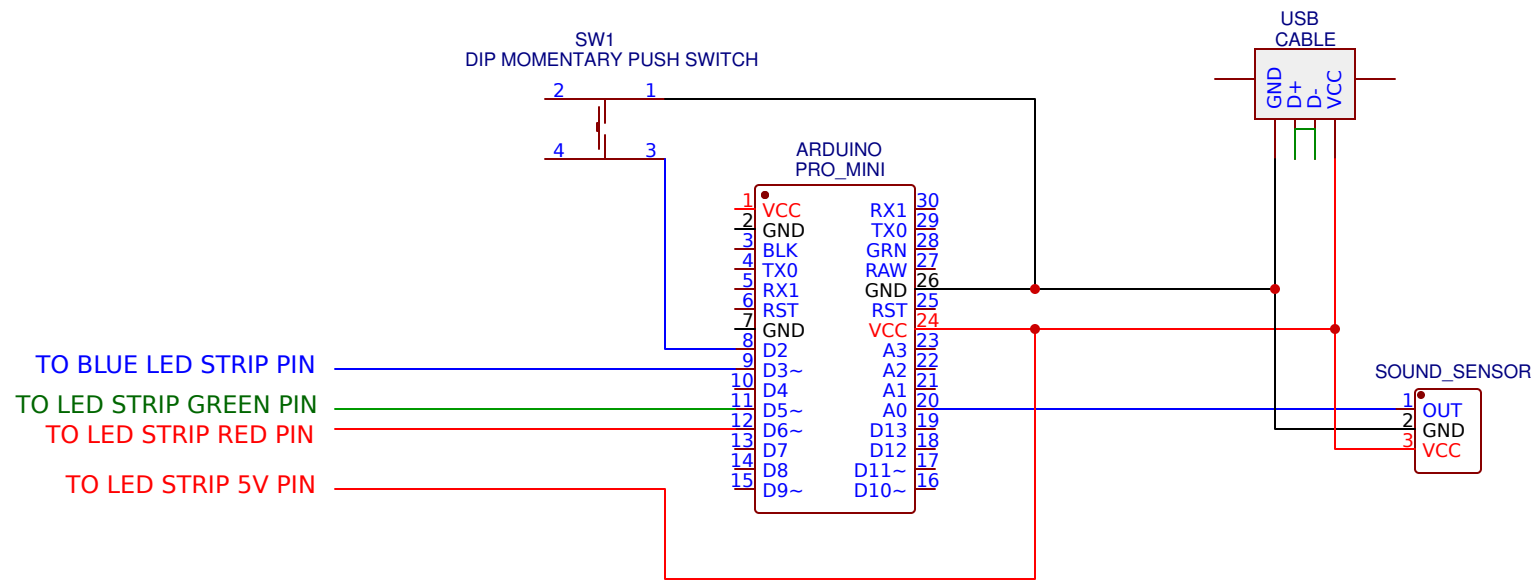 SW1
DIP MOMENTARY PUSH SWITCH
2 1
4 3
USB
CABLE
GND D+ D- VCC
ARDUINO
PRO_MINI
1 VCC RX1 30
2 GND TX0 29
3 BLK GRN 28
4 TX0 RAW 27
5 RX1 GND 26
6 RST RST 25
7 GND VCC 24
8 D2 A3 23
9 D3~ A2 22
10 D4 A1 21
11 D5~ A0 20
12 D6~ D13 19
13 D7 D12 18
14 D8 D11~ 17
15 D9~ D10~ 16
TO BLUE LED STRIP PIN
TO LED STRIP GREEN PIN
TO LED STRIP RED PIN
TO LED STRIP 5V PIN
SOUND_SENSOR
1 OUT
2 GND
3 VCC